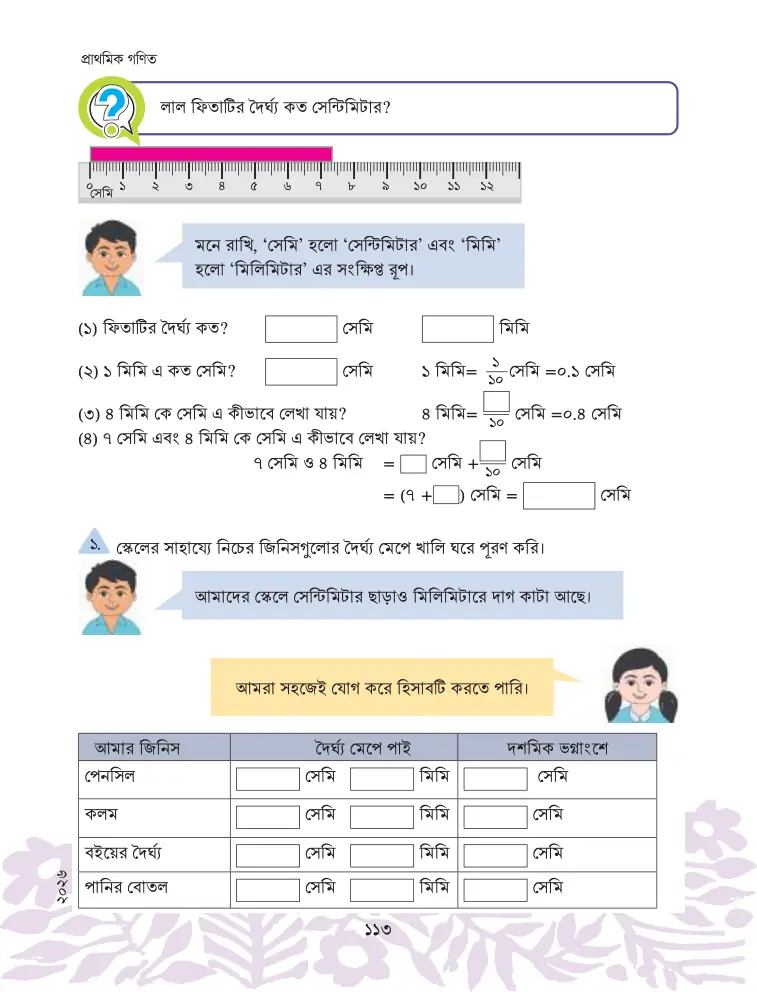 প্রাথমিক গণিত
লাল ফিতাটির দৈর্ঘ্য কত সেন্টিমিটার?
০ ১ ২ ৩ ৪ ৫ ৬ ৭ ৮ ৯ ১০ ১১ ১২
সেমি
মনে রাখি, ‘সেমি’ হলো ‘সেন্টিমিটার’ এবং ‘মিমি’
হলো ‘মিলিমিটার’ এর সংক্ষিপ্ত রূপ।
(১) ফিতাটির দৈর্ঘ্য কত? সেমি মিমি
(২) ১ মিমি এ কত সেমি? সেমি ১ মিমি= ১/১০ সেমি =০.১ সেমি
(৩) ৪ মিমি কে সেমি এ কীভাবে লেখা যায়? ৪ মিমি= /১০ সেমি =০.৪ সেমি
(৪) ৭ সেমি এবং ৪ মিমি কে সেমি এ কীভাবে লেখা যায়?
৭ সেমি ও ৪ মিমি = সেমি + /১০ সেমি
= (৭ + ) সেমি = সেমি
১. স্কেলের সাহায্যে নিচের জিনিসগুলোর দৈর্ঘ্য মেপে খালি ঘরে পূরণ করি।
আমাদের স্কেলে সেন্টিমিটার ছাড়াও মিলিমিটারে দাগ কাটা আছে।
আমরা সহজেই যোগ করে হিসাবটি করতে পারি।
আমার জিনিস দৈর্ঘ্য মেপে পাই দশমিক ভগ্নাংশে
পেনসিল সেমি মিমি সেমি
কলম সেমি মিমি সেমি
বইয়ের দৈর্ঘ্য সেমি মিমি সেমি
পানির বোতল সেমি মিমি সেমি
২০২৬
১১৩